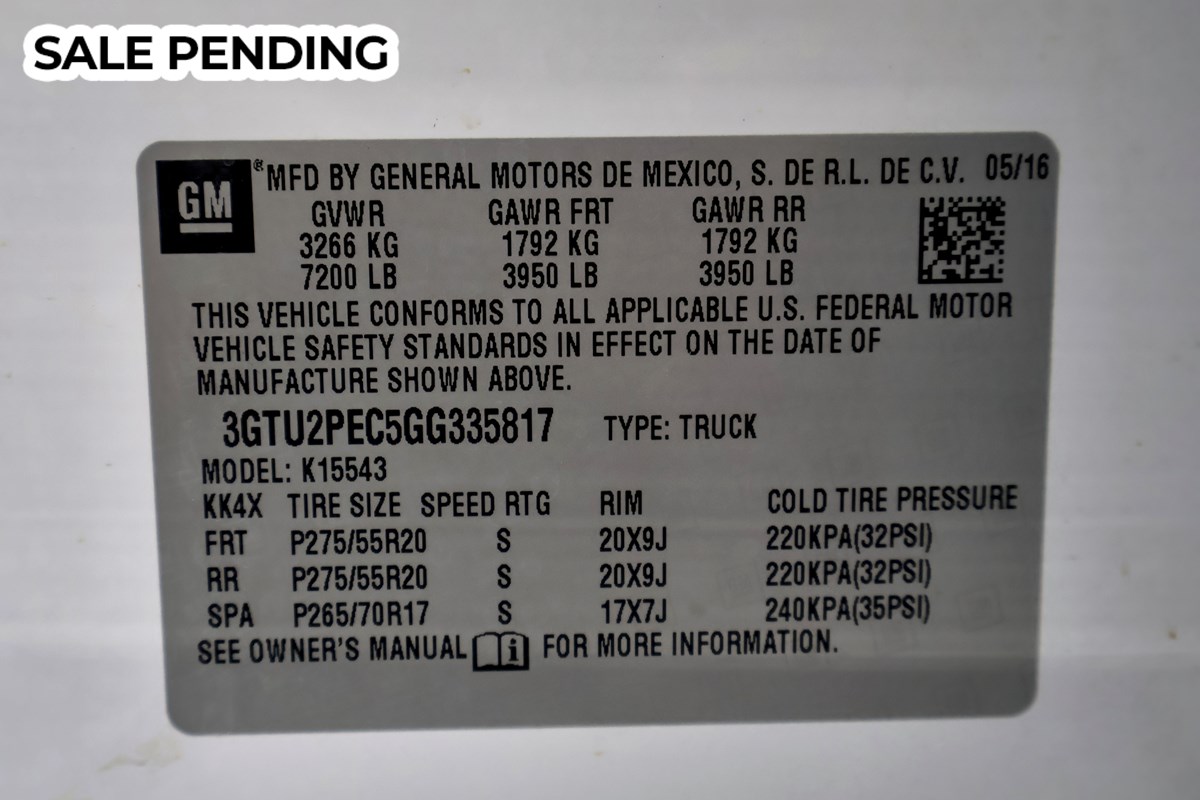 SALE PENDING
GM ® MFD BY GENERAL MOTORS DE MEXICO, S. DE R.L. DE C.V. 05/16
GVWR GAWR FRT GAWR RR
3266 KG 1792 KG 1792 KG
7200 LB 3950 LB 3950 LB
THIS VEHICLE CONFORMS TO ALL APPLICABLE U.S. FEDERAL MOTOR
VEHICLE SAFETY STANDARDS IN EFFECT ON THE DATE OF
MANUFACTURE SHOWN ABOVE.
3GTU2PEC5GG335817 TYPE: TRUCK
MODEL: K15543
KK4X TIRE SIZE SPEED RTG RIM COLD TIRE PRESSURE
FRT P275/55R20 S 20X9J 220KPA(32PSI)
RR P275/55R20 S 20X9J 220KPA(32PSI)
SPA P265/70R17 S 17X7J 240KPA(35PSI)
SEE OWNER'S MANUAL i FOR MORE INFORMATION.